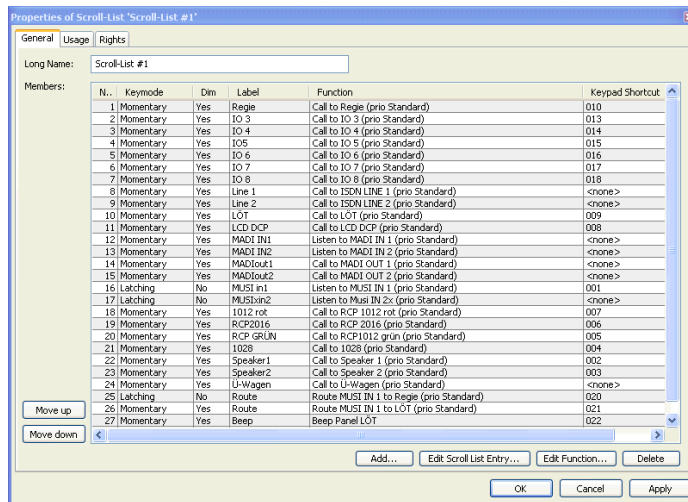 Properties of Scroll-List 'Scroll-List #1'
General Usage Rights
Long Name: Scroll-List #1
Members:
N.. Keymode Dim Label Function Keypad Shortcut
1 Momentary Yes Regie Call to Regie (prio Standard) 010
2 Momentary Yes IO 3 Call to IO 3 (prio Standard) 013
3 Momentary Yes IO 4 Call to IO 4 (prio Standard) 014
4 Momentary Yes IO5 Call to IO 5 (prio Standard) 015
5 Momentary Yes IO 6 Call to IO 6 (prio Standard) 016
6 Momentary Yes IO 7 Call to IO 7 (prio Standard) 017
7 Momentary Yes IO 8 Call to IO 8 (prio Standard) 018
8 Momentary Yes Line 1 Call to ISDN LINE 1 (prio Standard) <none>
9 Momentary Yes Line 2 Call to ISDN LINE 2 (prio Standard) <none>
10 Momentary Yes LÖT Call to LÖT (prio Standard) 009
11 Momentary Yes LCD DCP Call to LCD DCP (prio Standard) 008
12 Momentary Yes MADI IN1 Listen to MADI IN 1 (prio Standard) <none>
13 Momentary Yes MADI IN2 Listen to MADI IN 2 (prio Standard) <none>
14 Momentary Yes MADIout1 Call to MADI OUT 1 (prio Standard) <none>
15 Momentary Yes MADIout2 Call to MADI OUT 2 (prio Standard) <none>
16 Latching No MUSI in1 Listen to MUSI IN 1 (prio Standard) 001
17 Latching No MUSIxin2 Listen to Musi IN 2x (prio Standard) <none>
18 Momentary Yes 1012 rot Call to RCP 1012 rot (prio Standard) 007
19 Momentary Yes RCP2016 Call to RCP 2016 (prio Standard) 006
20 Momentary Yes RCP GRÜN Call to RCP1012 grün (prio Standard) 005
21 Momentary Yes 1028 Call to 1028 (prio Standard) 004
22 Momentary Yes Speaker1 Call to Speaker 1 (prio Standard) 002
23 Momentary Yes Speaker2 Call to Speaker 2 (prio Standard) 003
24 Momentary Yes Ü-Wagen Call to Ü-Wagen (prio Standard) <none>
25 Latching No Route Route MUSI IN 1 to Regie (prio Standard) 020
26 Momentary Yes Route Route MUSI IN 1 to LÖT (prio Standard) 021
27 Momentary Yes Beep Beep Panel LÖT 022
Move up
Move down
Add... Edit Scroll List Entry... Edit Function... Delete
OK Cancel Apply